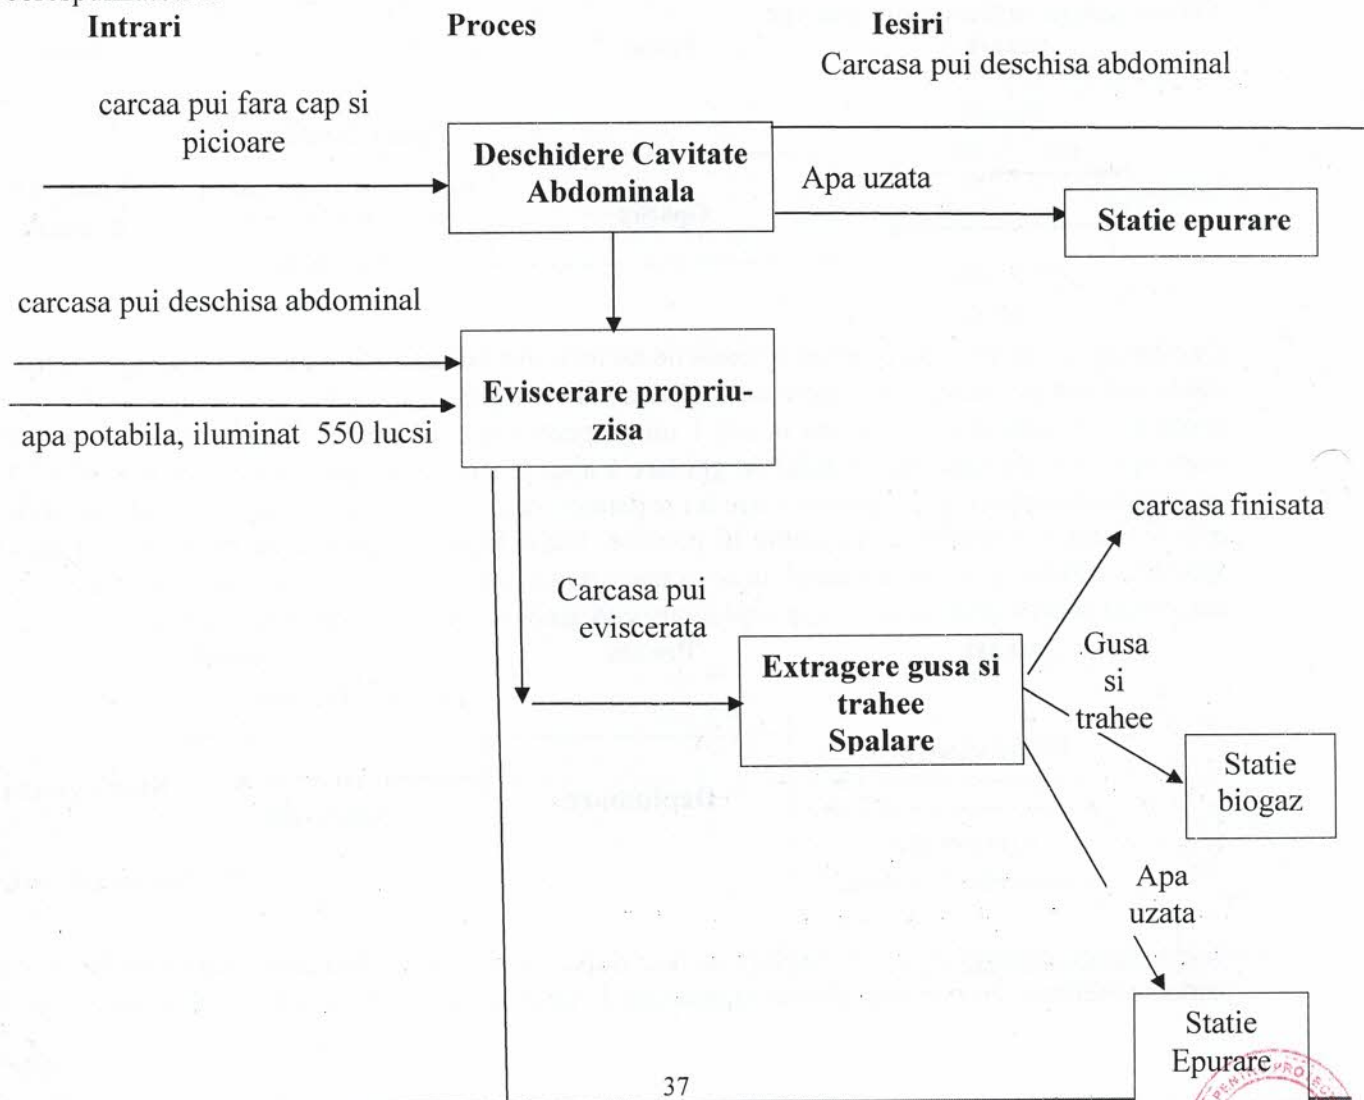 Intrari
Proces
Iesiri
Carcasa pui deschisa abdominal
carcaa pui fara cap si
picioare
Deschidere Cavitate
Abdominala
Apa uzata
Statie epurare
carcasa pui deschisa abdominal
Eviscerare propriu-
zisa
apa potabila, iluminat 550 lucsi
carcasa finisata
Carcasa pui
eviscerata
Extragere gusa si
trahee
Spalare
Gusa
si
trahee
Statie
biogaz
Apa
uzata
Statie
Epurare
37